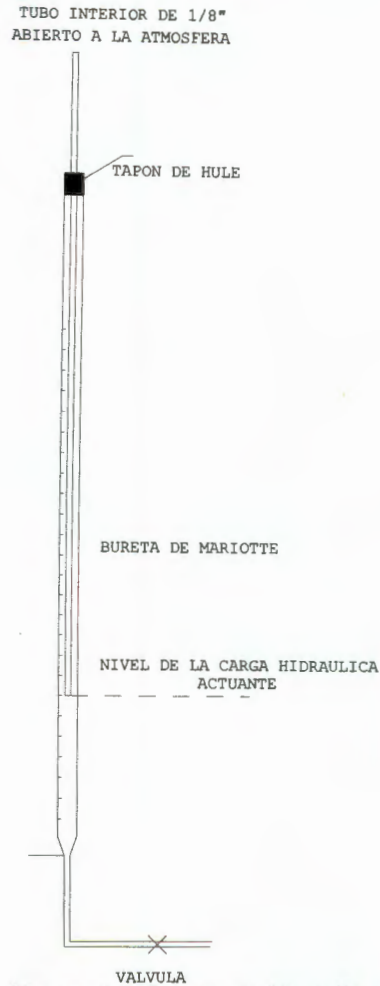 TUBO INTERIOR DE 1/8"
ABIERTO A LA ATMOSFERA
TAPON DE HULE
BURETA DE MARIOTTE
NIVEL DE LA CARGA HIDRAULICA
ACTUANTE
VALVULA